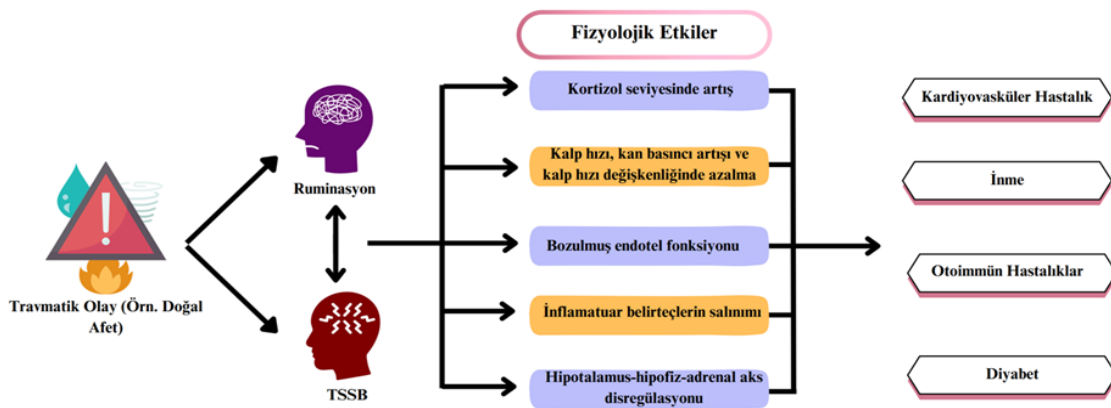 Fizyolojik Etkiler
Travmatik Olay (Örn. Doğal
Afet)
Ruminasyon
TSSB
Kortizol seviyesinde artış
Kalp hızı, kan basıncı artışı ve
kalp hızı değişkenliğinde azalma
Bozulmuş endotel fonksiyonu
İnflamatuar belirteçlerin salınımı
Hipotalamus-hipofiz-adrenal aks
disregülasyonu
Kardiyovasküler Hastalık
İnme
Otoimmün Hastalıklar
Diyabet